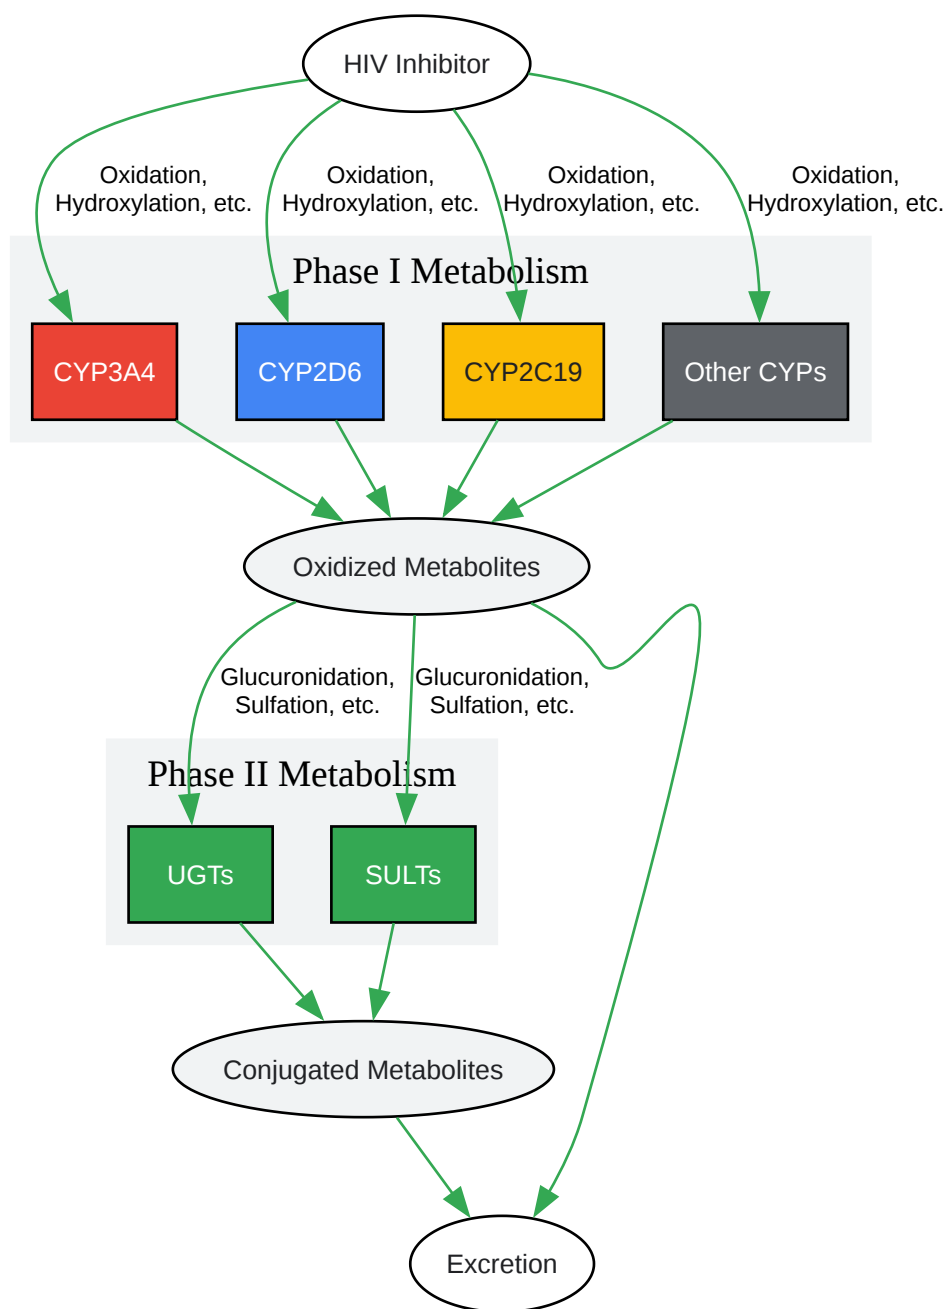 HIV Inhibitor
Oxidation,
Hydroxylation, etc.
Oxidation,
Hydroxylation, etc.
Oxidation,
Hydroxylation, etc.
Oxidation,
Hydroxylation, etc.
Phase I Metabolism
CYP3A4
CYP2D6
CYP2C19
Other CYPs
Oxidized Metabolites
Glucuronidation,
Sulfation, etc.
Glucuronidation,
Sulfation, etc.
Phase II Metabolism
UGTs
SULTs
Conjugated Metabolites
Excretion